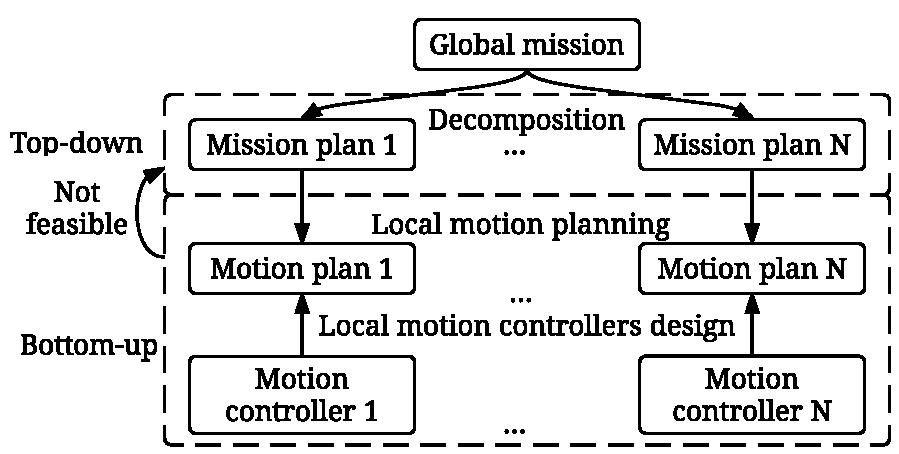 Global mission
Decomposition
Top-down
Mission plan 1
...
Mission plan N
Not
feasible
Local motion planning
Motion plan 1
...
Motion plan N
Local motion controllers design
Bottom-up
Motion
controller 1
...
Motion
controller N